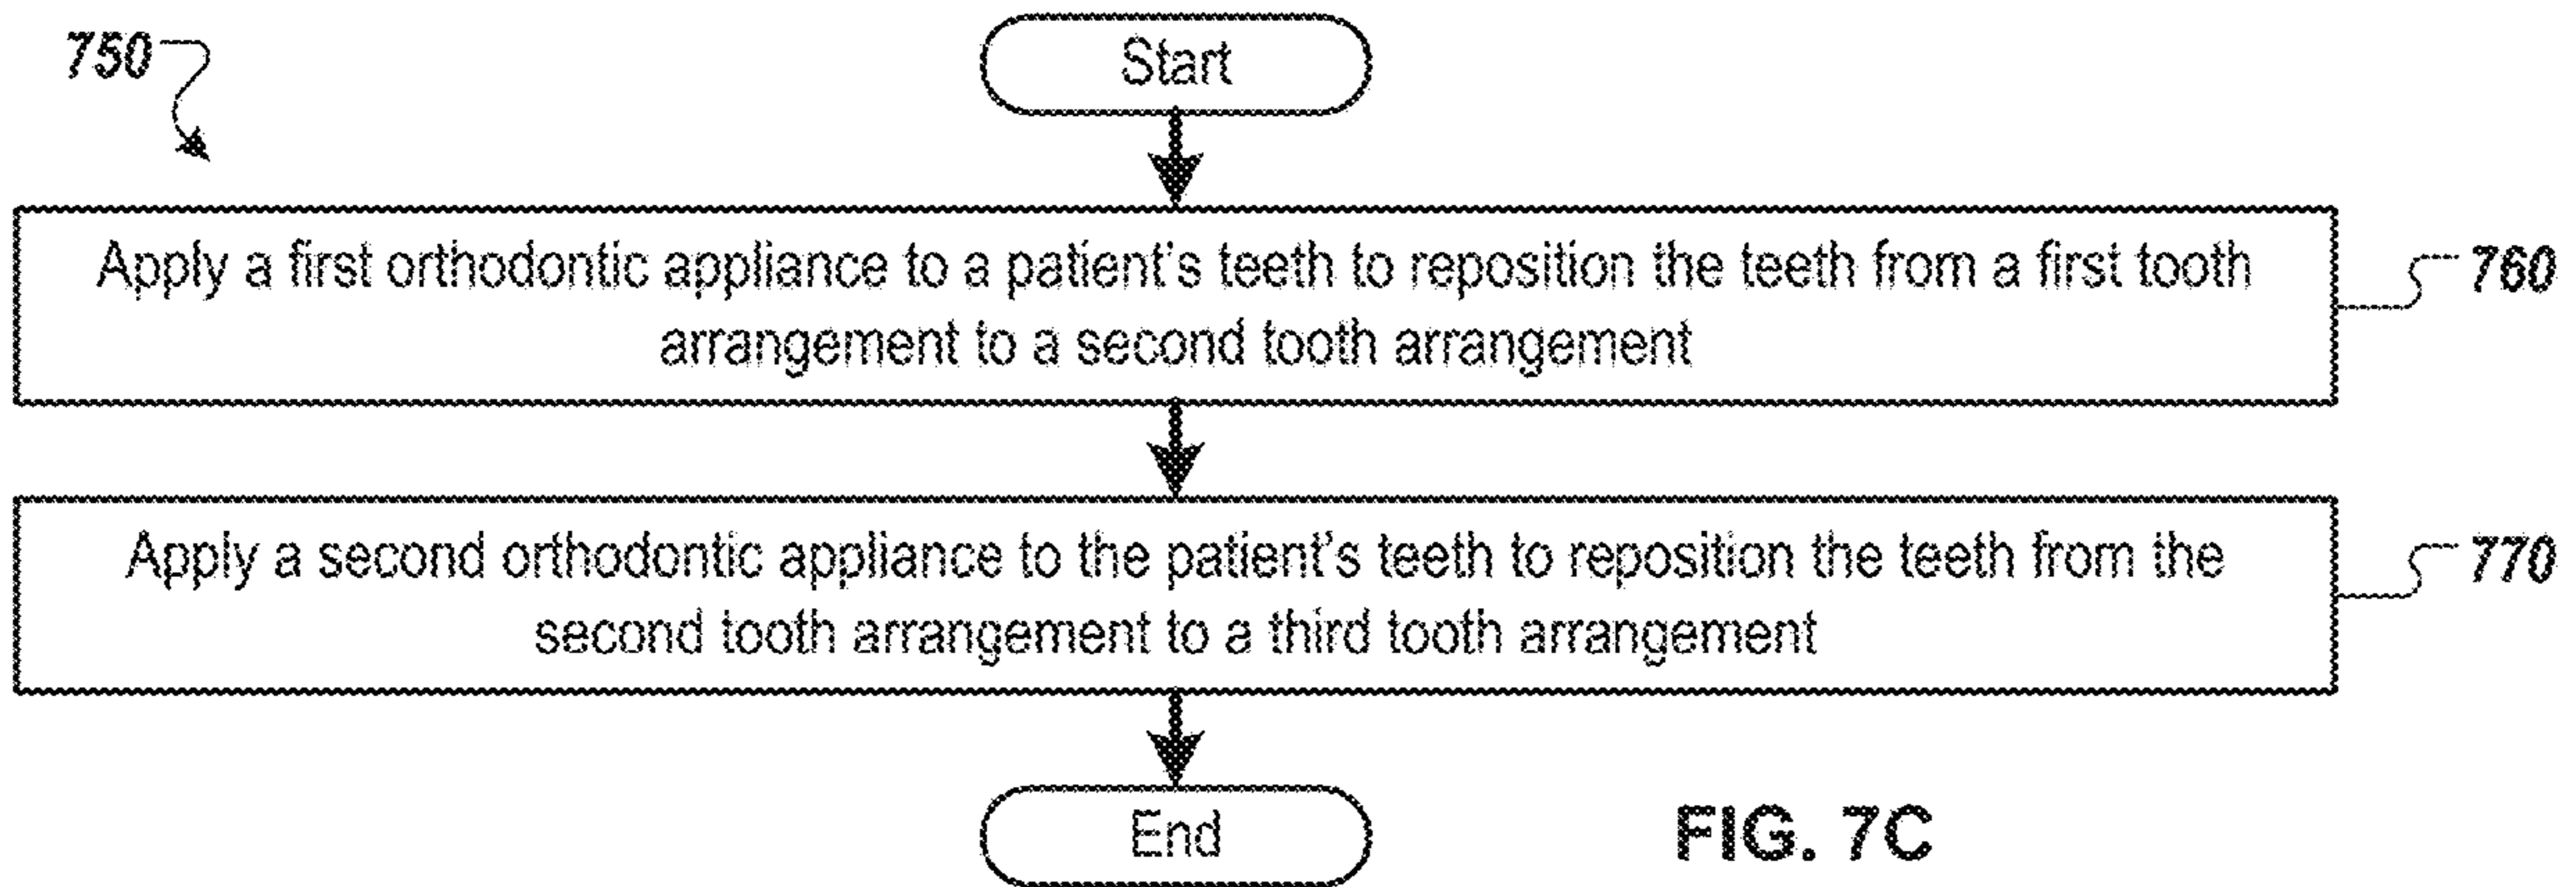 750
Start
Apply a first orthodontic appliance to a patient's teeth to reposition the teeth from a first tooth
arrangement to a second tooth arrangement
760
Apply a second orthodontic appliance to the patient's teeth to reposition the teeth from the
second tooth arrangement to a third tooth arrangement
770
End
FIG. 7C